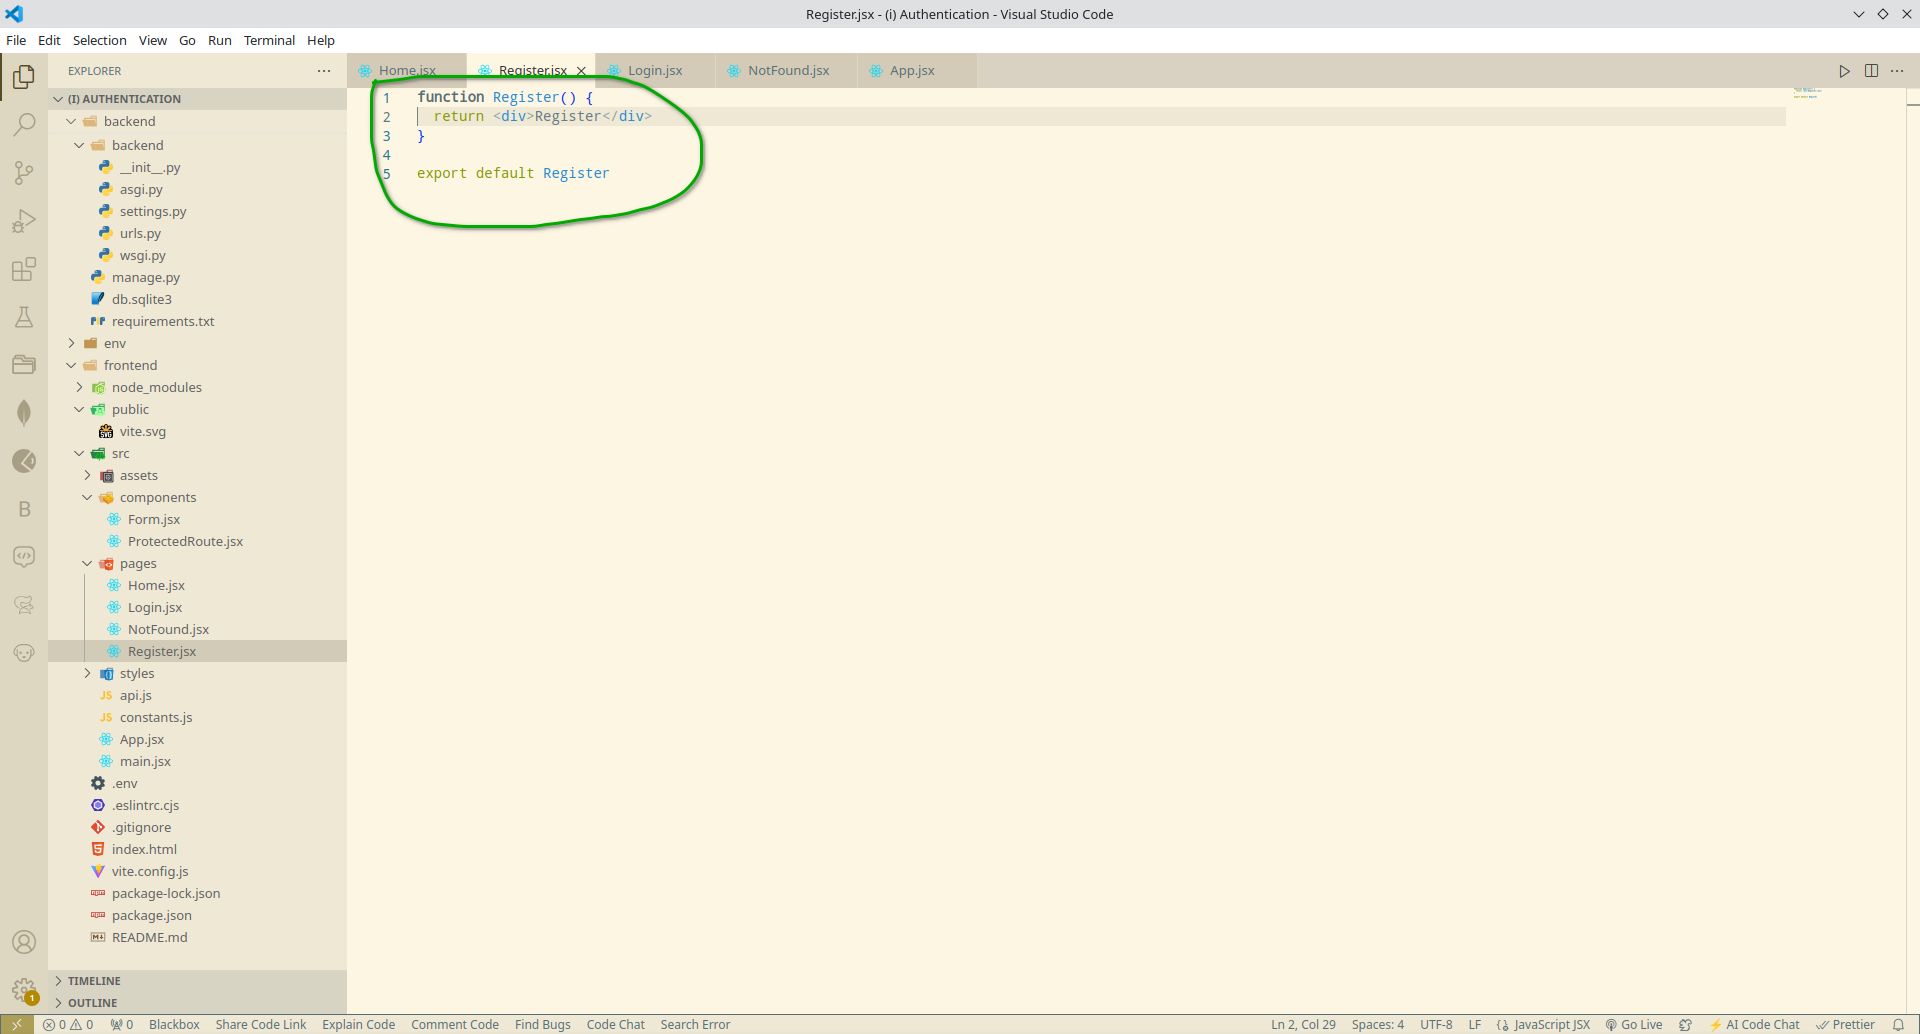 Register.jsx - (i) Authentication - Visual Studio Code
File Edit Selection View Go Run Terminal Help
EXPLORER
Home.jsx Register.jsx Login.jsx NotFound.jsx App.jsx
(I) AUTHENTICATION
backend
backend
__init__.py
asgi.py
settings.py
urls.py
wsgi.py
manage.py
db.sqlite3
requirements.txt
env
frontend
node_modules
public
vite.svg
src
assets
components
Form.jsx
ProtectedRoute.jsx
pages
Home.jsx
Login.jsx
NotFound.jsx
Register.jsx
styles
JS api.js
JS constants.js
App.jsx
main.jsx
.env
.eslintrc.cjs
.gitignore
index.html
vite.config.js
package-lock.json
package.json
README.md
TIMELINE
OUTLINE
1 function Register() {
2 return <div>Register</div>
3 }
4
5 export default Register
B
1
0 0 0 Blackbox Share Code Link Explain Code Comment Code Find Bugs Code Chat Search Error Ln 2, Col 29 Spaces: 4 UTF-8 LF JavaScript JSX Go Live AI Code Chat Prettier